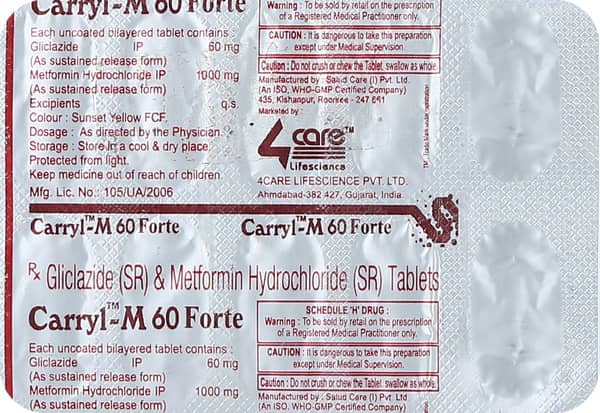 Carryl™-M 60 Forte
Each uncoated bilayered tablet contains :
Gliclazide IP 60 mg
(As sustained release form)
Metformin Hydrochloride IP 1000 mg
(As sustained release form)
Excipients q.s.
Colour : Sunset Yellow FCF.
Dosage : As directed by the Physician.
Storage : Store in a cool & dry place.
Protected from light.
Keep medicine out of reach of children.
Mfg. Lic. No.: 105/UA/2006
Warning : To be sold by retail on the prescription
of a Registered Medical Practitioner only.
CAUTION : It is dangerous to take this preparation
except under Medical Supervision.
Caution : Do not crush or chew the Tablet, swallow as whole.
Manufactured by : Salud Care (I) Pvt. Ltd.
(An ISO, WHO-GMP Certified Company)
435, Kishanpur, Roorkee - 247 661
Marketed by :
4care™
Lifescience
4CARE LIFESCIENCE PVT. LTD.
Ahmdabad-382 427, Gujarat, India.
TM - Trade Mark under registration
Carryl™-M 60 Forte Carryl™-M 60 Forte
Rx Gliclazide (SR) & Metformin Hydrochloride (SR) Tablets
Carryl™-M 60 Forte
Each uncoated bilayered tablet contains :
Gliclazide IP 60 mg
(As sustained release form)
Metformin Hydrochloride IP 1000 mg
(As sustained release form)
SCHEDULE 'H' DRUG :
Warning : To be sold by retail on the prescription
of a Registered Medical Practitioner only.
CAUTION : It is dangerous to take this preparation
except under Medical Supervision.
Caution : Do not crush or chew the Tablet, swallow as whole.
Manufactured by : Salud Care (I) Pvt. Ltd.
(An ISO, WHO-GMP Certified Company)